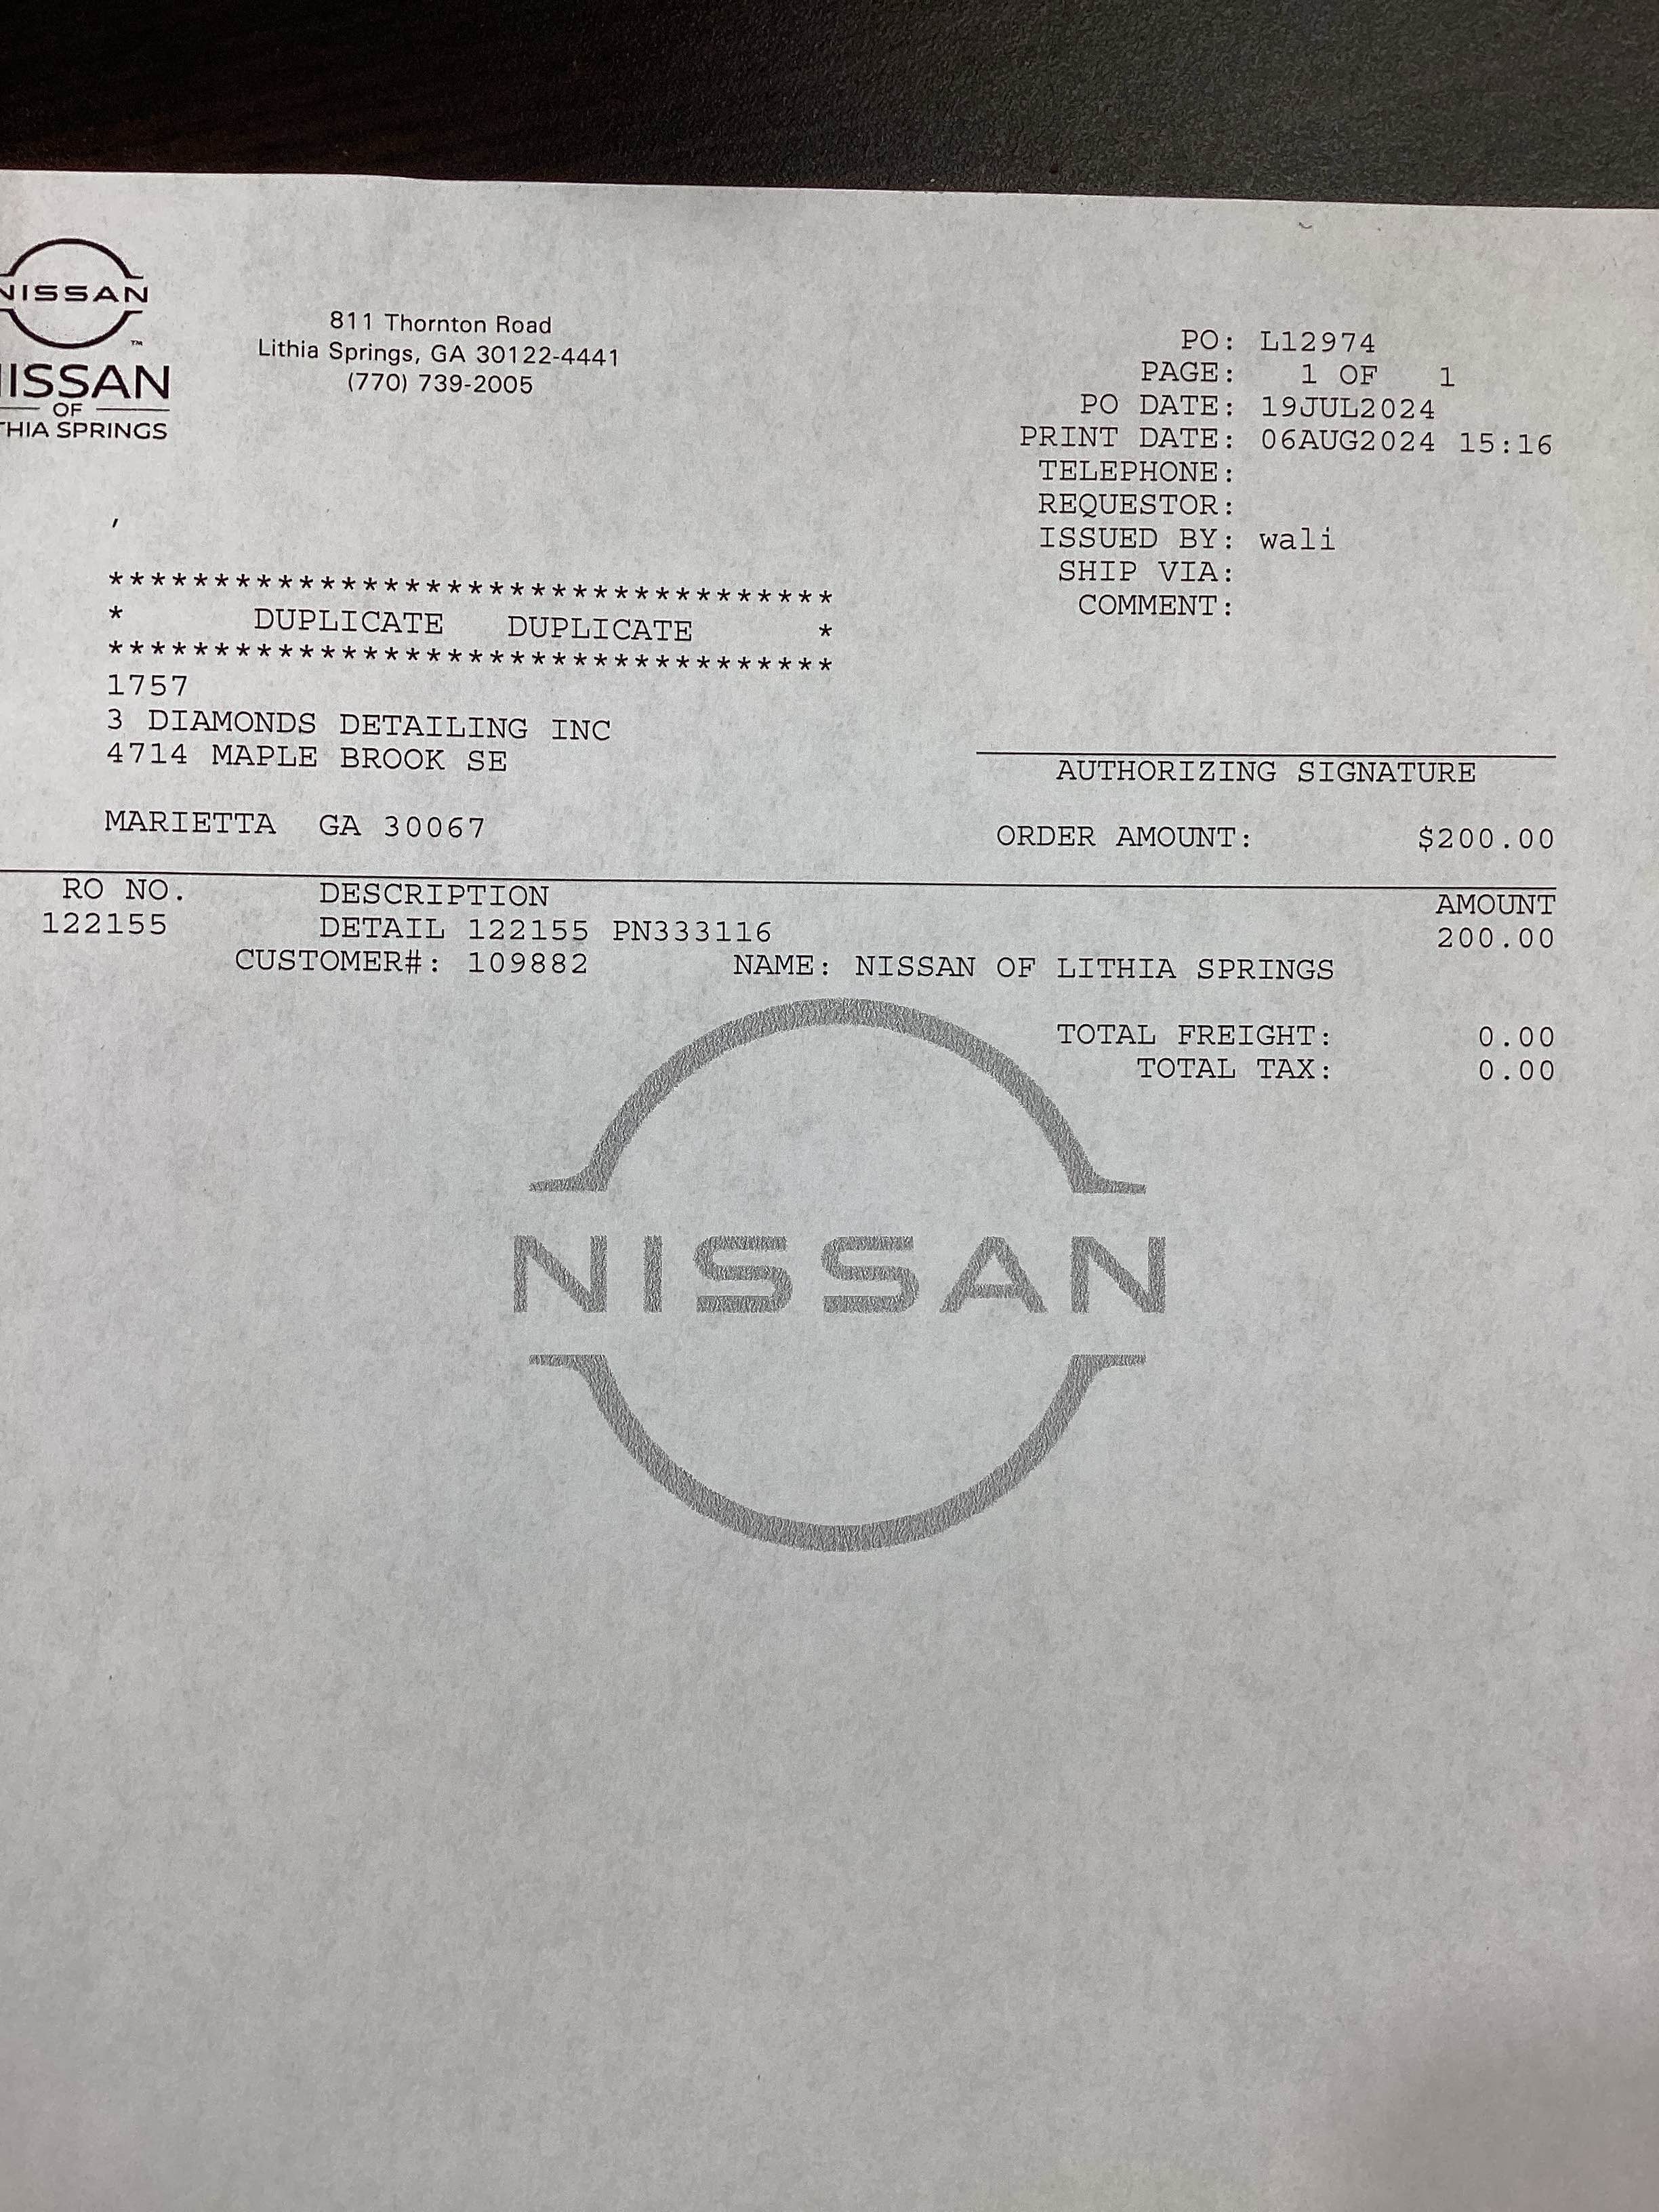 NISSAN
™
NISSAN
OF
LITHIA SPRINGS
811 Thornton Road
Lithia Springs, GA 30122-4441
(770) 739-2005
PO: L12974
PAGE: 1 OF 1
PO DATE: 19JUL2024
PRINT DATE: 06AUG2024 15:16
TELEPHONE:
REQUESTOR:
ISSUED BY: wali
SHIP VIA:
COMMENT:
,
***********************************
* DUPLICATE DUPLICATE *
***********************************
1757
3 DIAMONDS DETAILING INC
4714 MAPLE BROOK SE
MARIETTA GA 30067
AUTHORIZING SIGNATURE
ORDER AMOUNT: $200.00
RO NO. DESCRIPTION AMOUNT
122155 DETAIL 122155 PN333116 200.00
CUSTOMER#: 109882 NAME: NISSAN OF LITHIA SPRINGS
TOTAL FREIGHT: 0.00
TOTAL TAX: 0.00
NISSAN